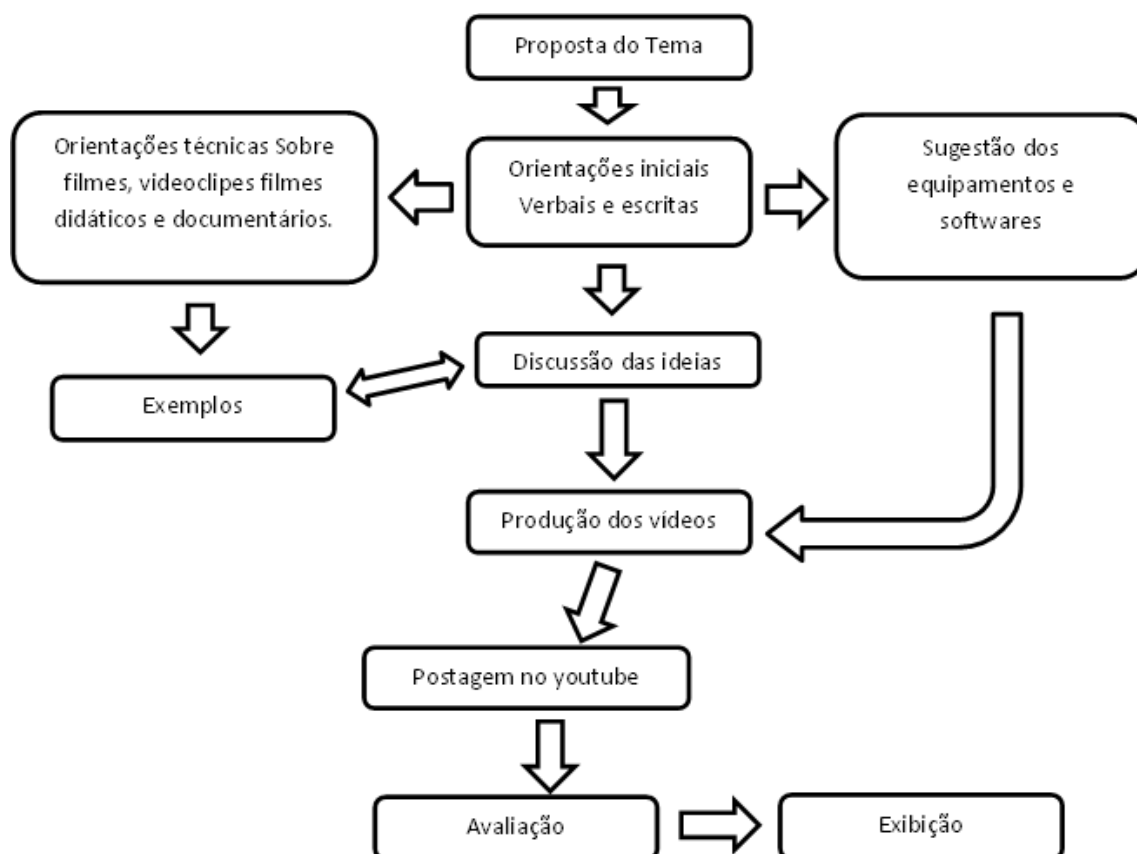 Proposta do Tema
Orientações técnicas Sobre
filmes, videoclipes filmes
didáticos e documentários.
Orientações iniciais
Verbais e escritas
Sugestão dos
equipamentos e
softwares
Exemplos
Discussão das ideias
Produção dos vídeos
Postagem no youtube
Avaliação
Exibição